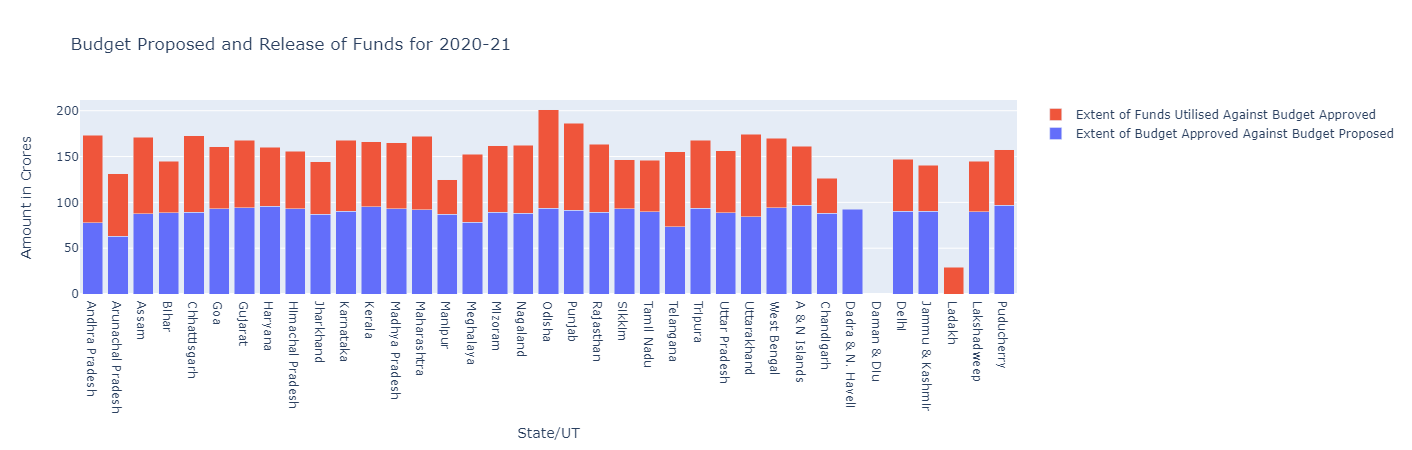 Budget Proposed and Release of Funds for 2020-21
Extent of Funds Utilised Against Budget Approved
Extent of Budget Approved Against Budget Proposed
Amount in Crores
200
150
100
50
0
Andhra Pradesh
Arunachal Pradesh
Assam
Bihar
Chhattisgarh
Goa
Gujarat
Haryana
Himachal Pradesh
Jharkhand
Karnataka
Kerala
Madhya Pradesh
Maharashtra
Manipur
Meghalaya
Mizoram
Nagaland
Odisha
Punjab
Rajasthan
Sikkim
Tamil Nadu
Telangana
Tripura
Uttar Pradesh
Uttarakhand
West Bengal
A & N Islands
Chandigarh
Dadra & N. Haveli
Daman & Diu
Delhi
Jammu & Kashmir
Ladakh
Lakshadweep
Puducherry
State/UT